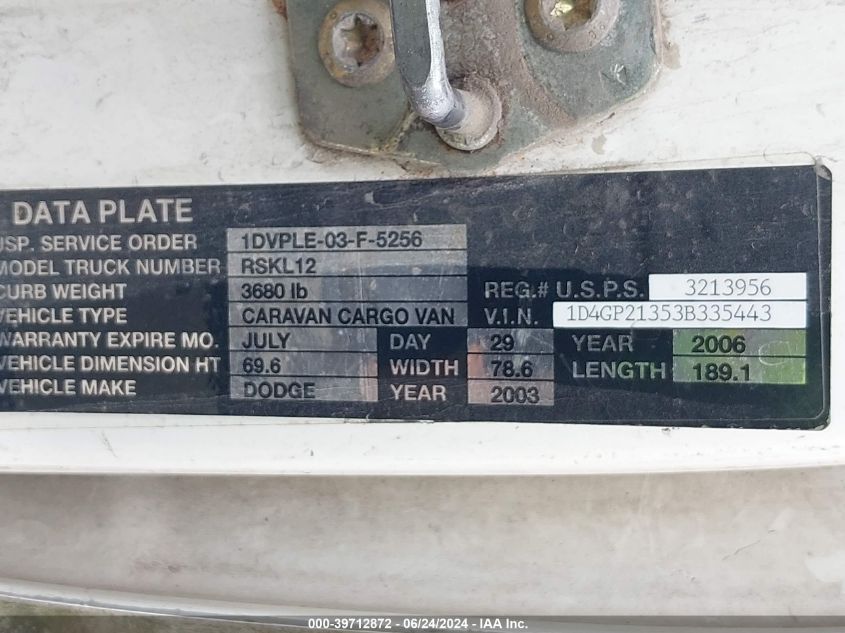 DATA PLATE
USP. SERVICE ORDER 1DVPLE-03-F-5256
MODEL TRUCK NUMBER RSKL12
CURB WEIGHT 3680 lb REG.# U.S.P.S. 3213956
VEHICLE TYPE CARAVAN CARGO VAN V.I.N. 1D4GP21353B335443
WARRANTY EXPIRE MO. JULY DAY 29 YEAR 2006
VEHICLE DIMENSION HT 69.6 WIDTH 78.6 LENGTH 189.1
VEHICLE MAKE DODGE YEAR 2003
000-39712872 - 06/24/2024 - IAA Inc.